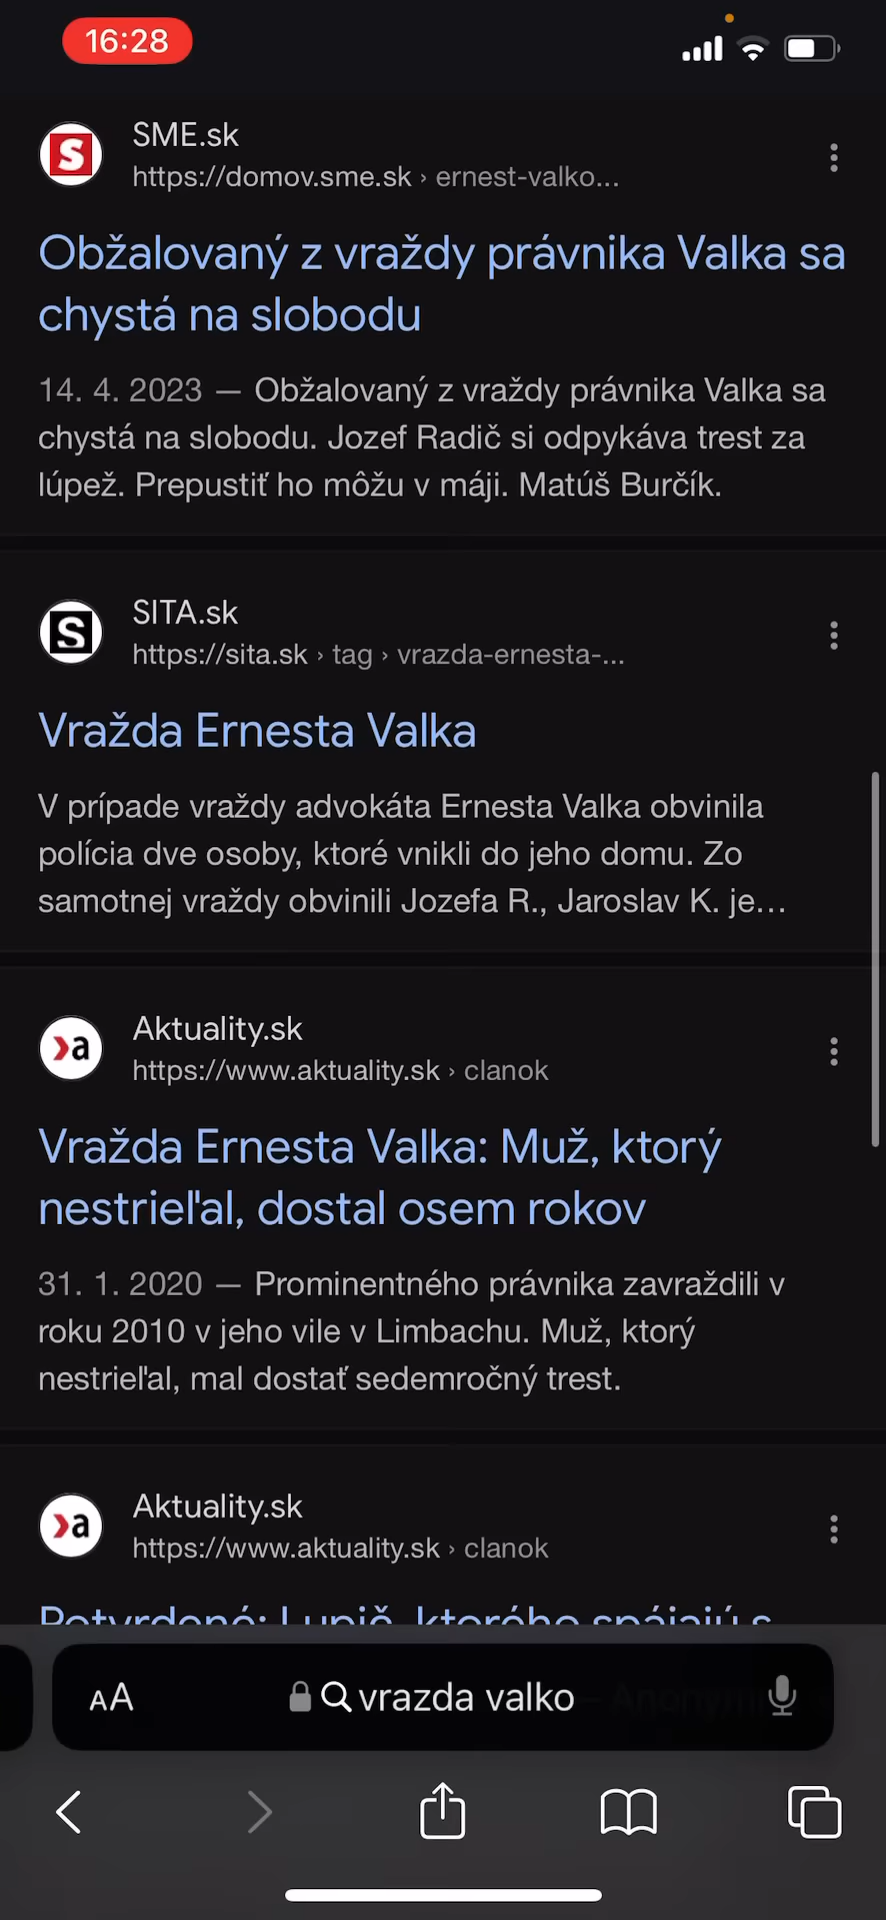 16:28
SME.sk
https://domov.sme.sk › ernest-valko...
Obžalovaný z vraždy právnika Valka sa
chystá na slobodu
14. 4. 2023 — Obžalovaný z vraždy právnika Valka sa
chystá na slobodu. Jozef Radič si odpykáva trest za
lúpež. Prepustiť ho môžu v máji. Matúš Burčík.
SITA.sk
https://sita.sk › tag › vrazda-ernesta-...
Vražda Ernesta Valka
V prípade vraždy advokáta Ernesta Valka obvinila
polícia dve osoby, ktoré vnikli do jeho domu. Zo
samotnej vraždy obvinili Jozefa R., Jaroslav K. je...
Aktuality.sk
https://www.aktuality.sk › clanok
Vražda Ernesta Valka: Muž, ktorý
nestrieľal, dostal osem rokov
31. 1. 2020 — Prominentného právnika zavraždili v
roku 2010 v jeho vile v Limbachu. Muž, ktorý
nestrieľal, mal dostať sedemročný trest.
Aktuality.sk
https://www.aktuality.sk › clanok
Potvrdené: Lupič, ktorého spájajú s
AA vrazda valko